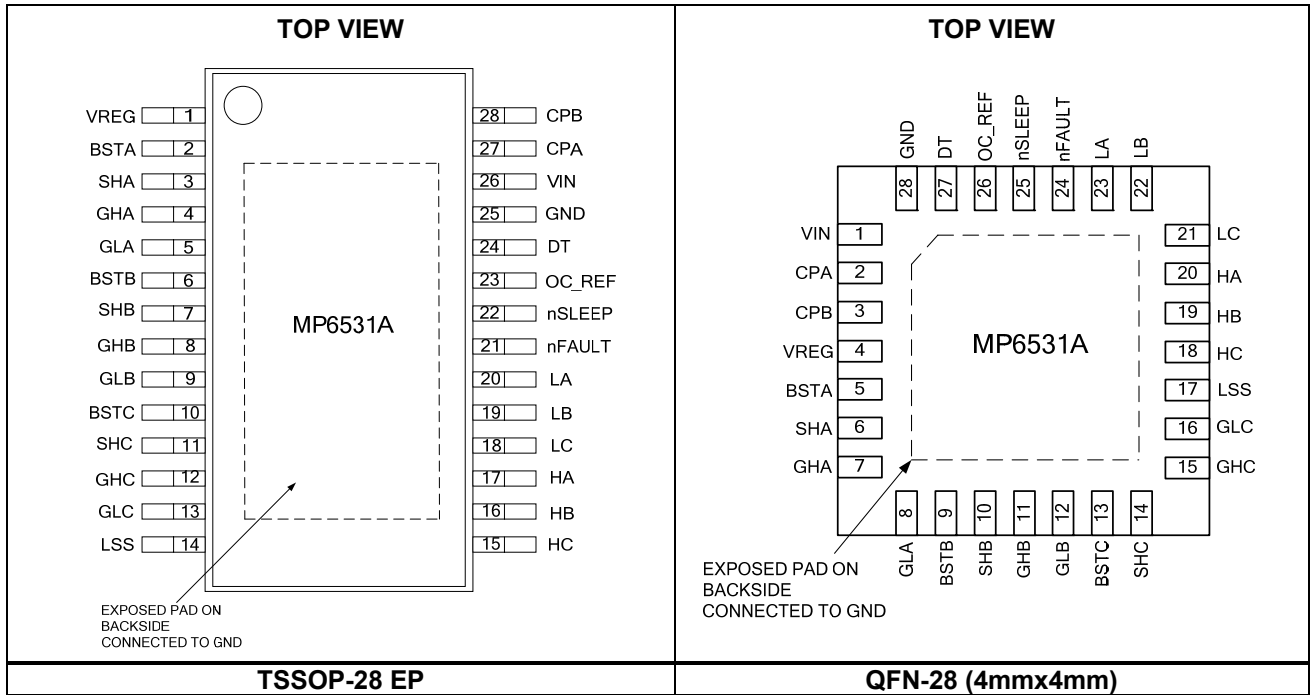 TOP VIEW
VREG 1
BSTA 2
SHA 3
GHA 4
GLA 5
BSTB 6
SHB 7
GHB 8
GLB 9
BSTC 10
SHC 11
GHC 12
GLC 13
LSS 14
28 CPB
27 CPA
26 VIN
25 GND
24 DT
23 OC_REF
22 nSLEEP
21 nFAULT
20 LA
19 LB
18 LC
17 HA
16 HB
15 HC
MP6531A
EXPOSED PAD ON
BACKSIDE
CONNECTED TO GND
TSSOP-28 EP
TOP VIEW
GND DT OC_REF nSLEEP nFAULT LA LB
28 27 26 25 24 23 22
VIN 1
CPA 2
CPB 3
VREG 4
BSTA 5
SHA 6
GHA 7
21 LC
20 HA
19 HB
18 HC
17 LSS
16 GLC
15 GHC
MP6531A
8 9 10 11 12 13 14
GLA BSTB SHB GHB GLB BSTC SHC
EXPOSED PAD ON
BACKSIDE
CONNECTED TO GND
QFN-28 (4mmx4mm)